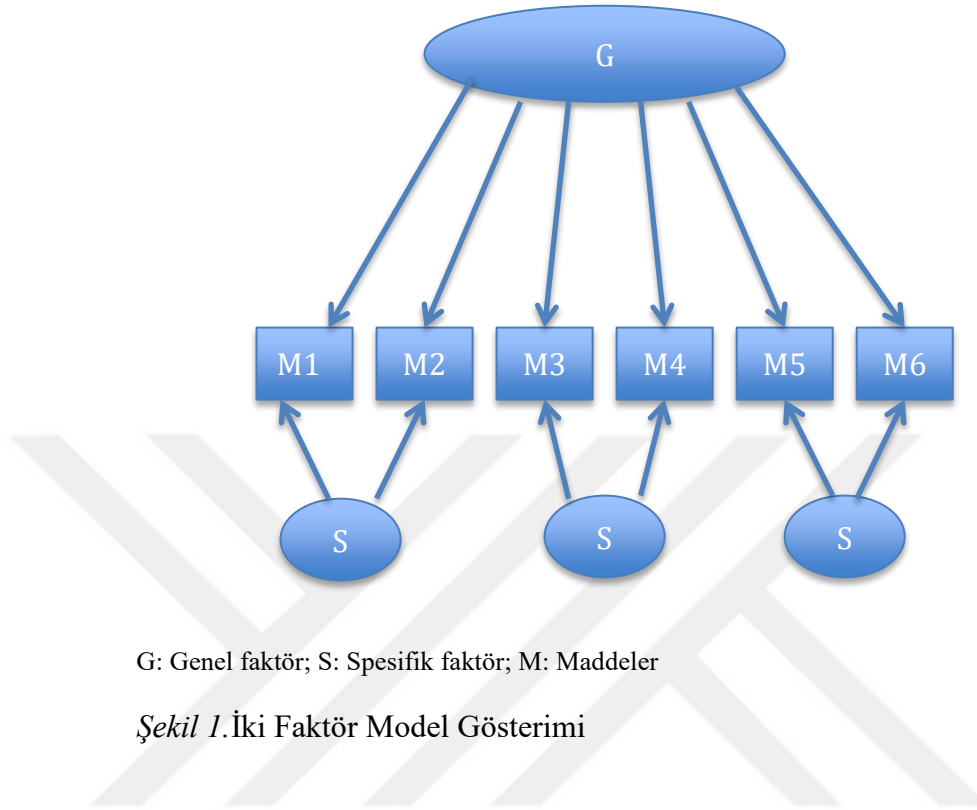 G
M1 M2 M3 M4 M5 M6
S S S
G: Genel faktör; S: Spesifik faktör; M: Maddeler
Şekil 1.İki Faktör Model Gösterimi